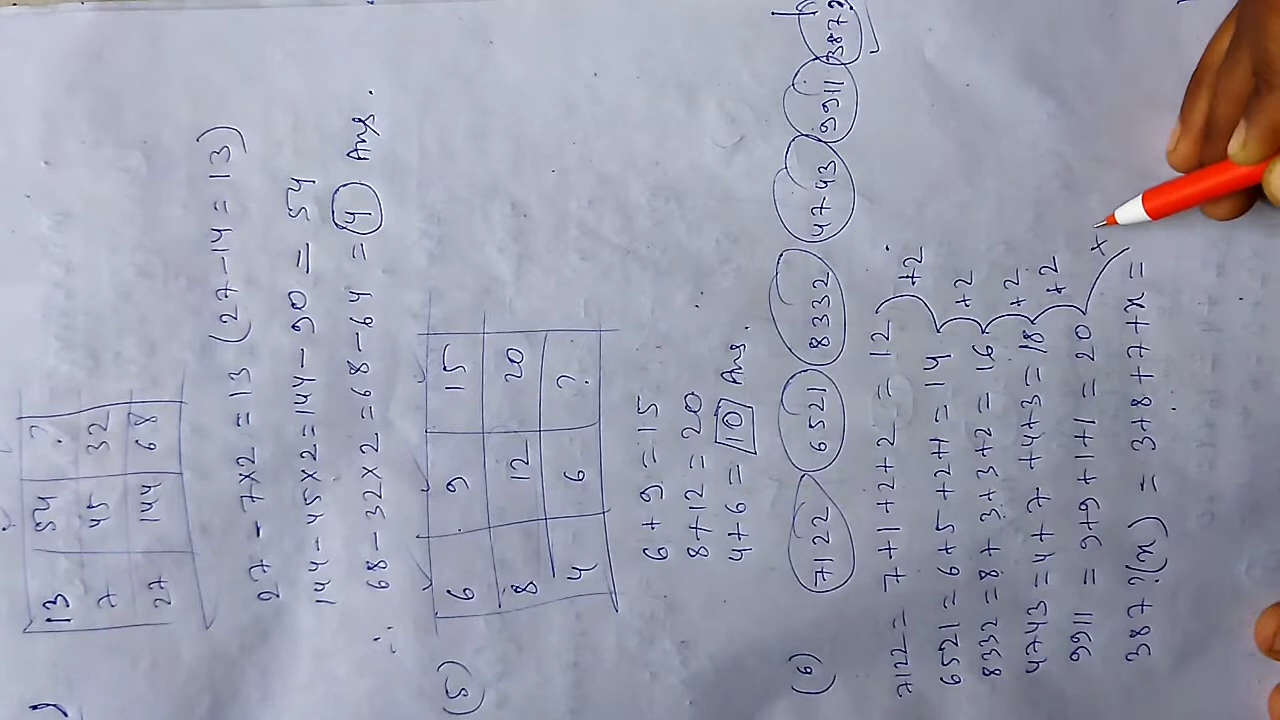 13 54 ?
7 45 32
27 144 68
27 - 7×2 = 13 (27-14 = 13)
144 - 45×2 = 144 - 90 = 54
∴ 68 - 32×2 = 68 - 64 = 4 Ans.
(5)
6 9 15
8 12 20
4 6 ?
6 + 9 = 15
8 + 12 = 20
4 + 6 = 10 Ans.
(6) 7122 6521 8332 4743 9911 387?
7122 = 7+1+2+2 = 12
+2
6521 = 6+5+2+1 = 14
+2
8332 = 8+3+3+2 = 16
+2
4743 = 4+7+4+3 = 18
+2
9911 = 9+9+1+1 = 20
+
387?(x) = 3+8+7+x =